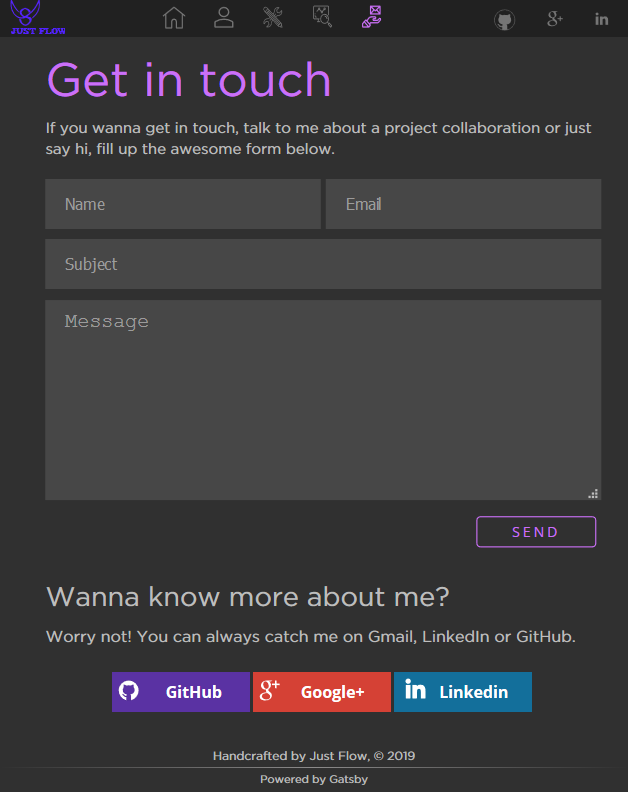 JUST FLOW
g+
in
Get in touch
If you wanna get in touch, talk to me about a project collaboration or just
say hi, fill up the awesome form below.
Name
Email
Subject
Message
SEND
Wanna know more about me?
Worry not! You can always catch me on Gmail, LinkedIn or GitHub.
GitHub
g+ Google+
in Linkedin
Handcrafted by Just Flow, © 2019
Powered by Gatsby